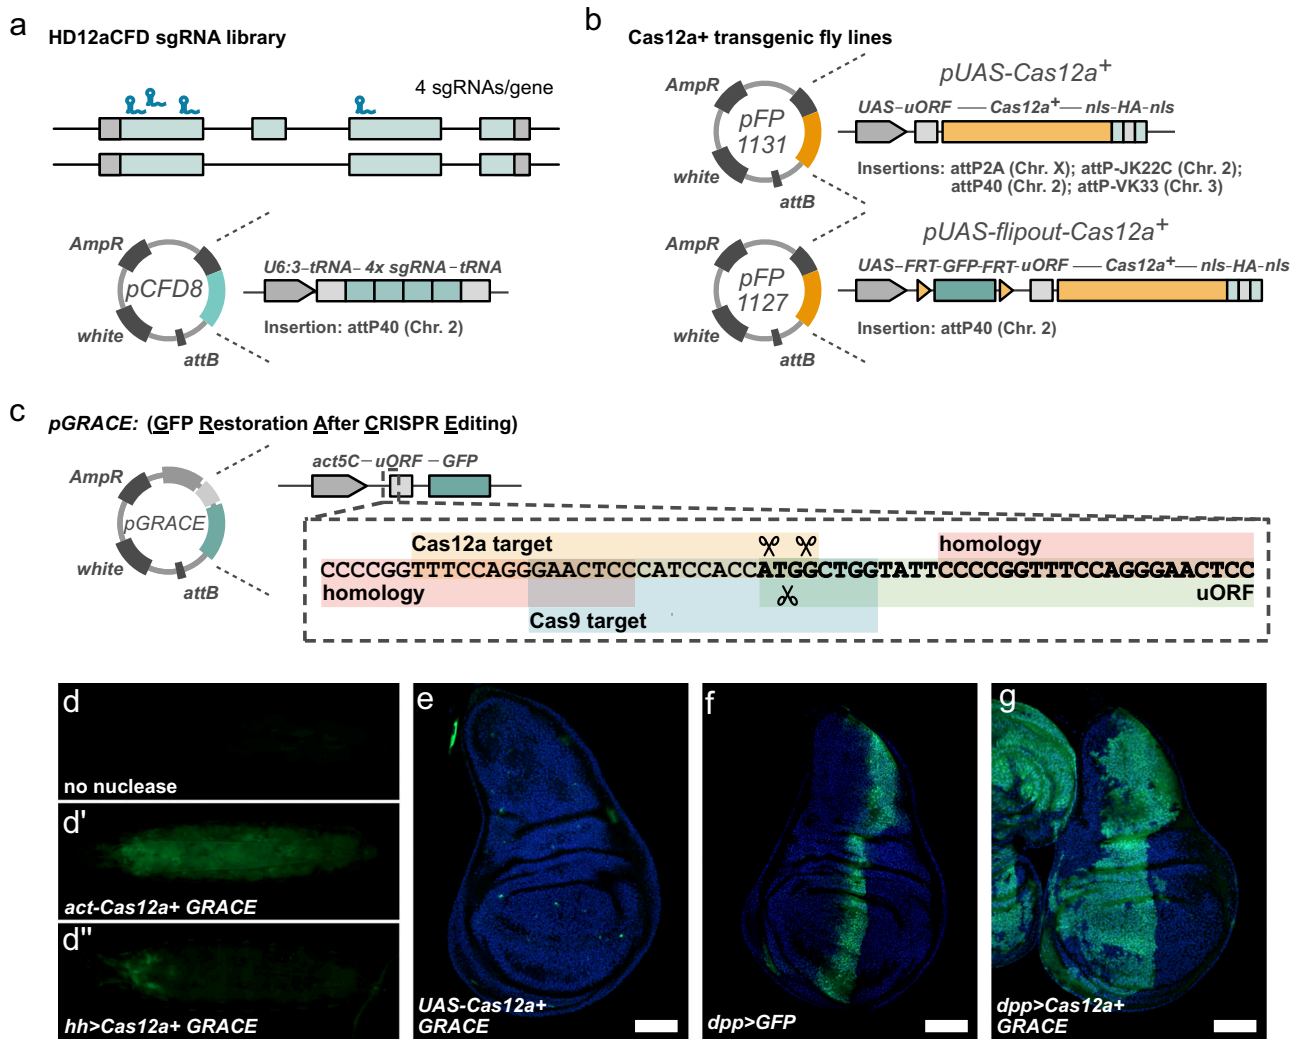 a
HD12aCFD sgRNA library
4 sgRNAs/gene
AmpR
pCFD8
white
attB
U6:3–tRNA– 4x sgRNA –tRNA
Insertion: attP40 (Chr. 2)
b
Cas12a+ transgenic fly lines
AmpR
pFP
1131
white
attB
pUAS-Cas12a+
UAS–uORF — Cas12a+ — nls-HA-nls
Insertions: attP2A (Chr. X); attP-JK22C (Chr. 2);
attP40 (Chr. 2); attP-VK33 (Chr. 3)
AmpR
pFP
1127
white
attB
pUAS-flipout-Cas12a+
UAS–FRT-GFP-FRT-uORF — Cas12a+ — nls-HA-nls
Insertion: attP40 (Chr. 2)
c
pGRACE: (GFP Restoration After CRISPR Editing)
AmpR
pGRACE
white
attB
act5C – uORF – GFP
Cas12a target
homology
CCCCGGTTTCCAGGGAACTCCCATCCACCATGGCTGGTATTCCCCGGTTTCCAGGGAACTCC
homology
uORF
Cas9 target
d
no nuclease
d'
act-Cas12a+ GRACE
d''
hh>Cas12a+ GRACE
e
UAS-Cas12a+
GRACE
f
dpp>GFP
g
dpp>Cas12a+
GRACE